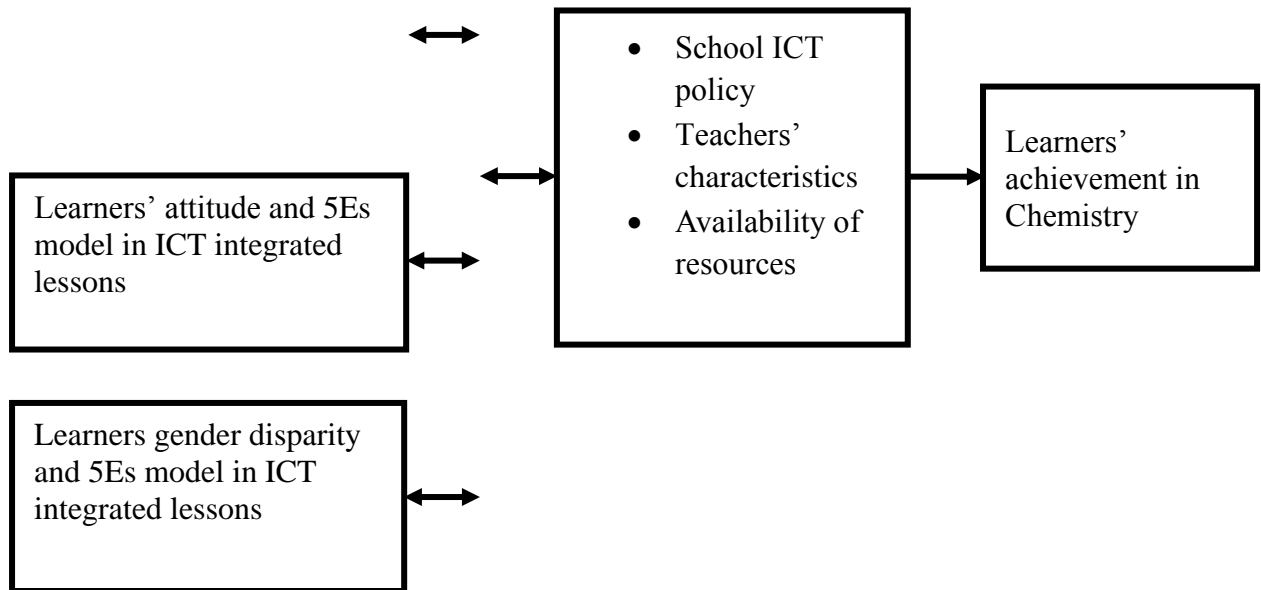 Learners’ attitude and 5Es
model in ICT integrated
lessons
Learners gender disparity
and 5Es model in ICT
integrated lessons
• School ICT
policy
• Teachers’
characteristics
• Availability of
resources
Learners’
achievement in
Chemistry